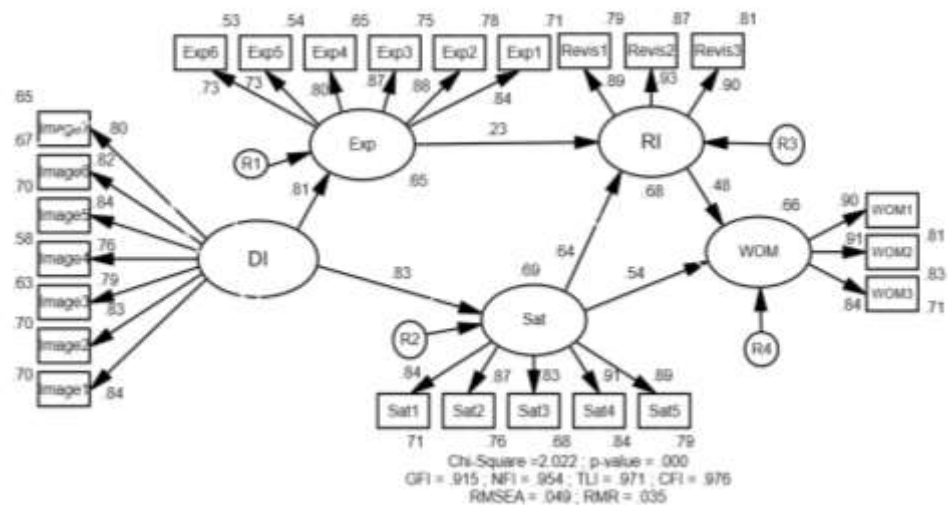 .53 .54 .65 .75 .78 .71 .79 .87 .81
Exp6 Exp5 Exp4 Exp3 Exp2 Exp1 Revis1 Revis2 Revis3
.73 .73 .80 .87 .88 .84 .89 .93 .90
.65
.80
.67
Image6
.82
Exp
.23
RI
R1
R3
.70
Image5
.84
.81
.65
.68
.48
.58
Image4
.76
DI
.66
.90
WOM1
.81
.63
Image3
.79
.83
.64
.54
WOM
.91
WOM2
.83
.70
Image2
.83
.69
Sat
R2
.84
WOM3
.71
R4
.70
Image1
.84
.84 .87 .83 .91 .89
Sat1 Sat2 Sat3 Sat4 Sat5
.71 .76 .68 .84 .79
Chi-Square =2.022 ; p-value = .000
GFI = .915 ; NFI = .954 ; TLI = .971 ; CFI = .976
RMSEA = .049 ; RMR = .035